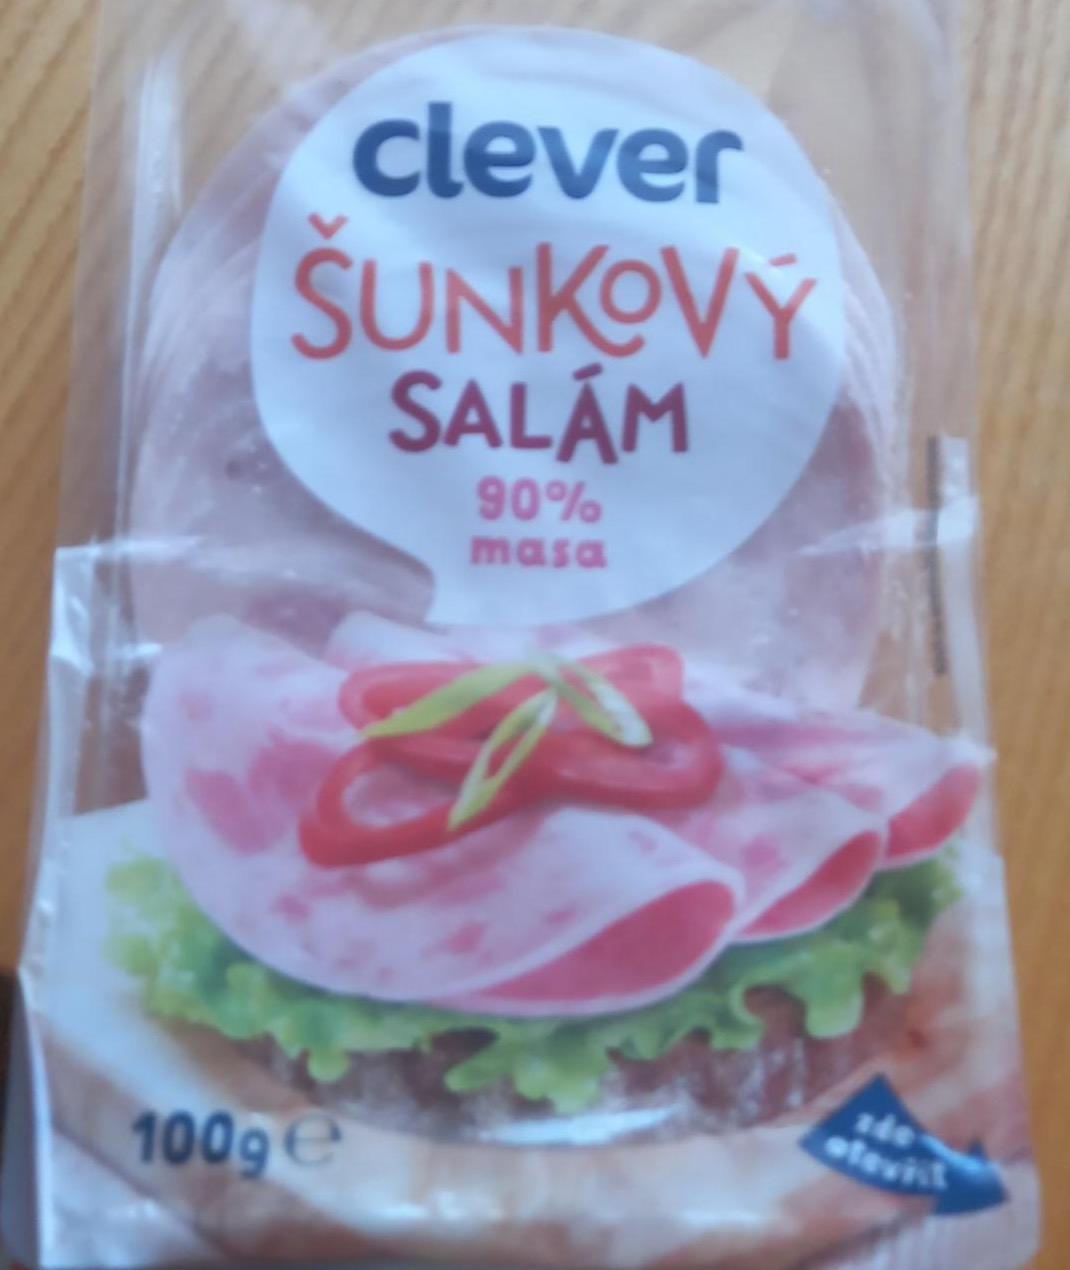 clever
ŠUNKOVÝ
SALÁM
90%
masa
100g ℮
zde
otevřít